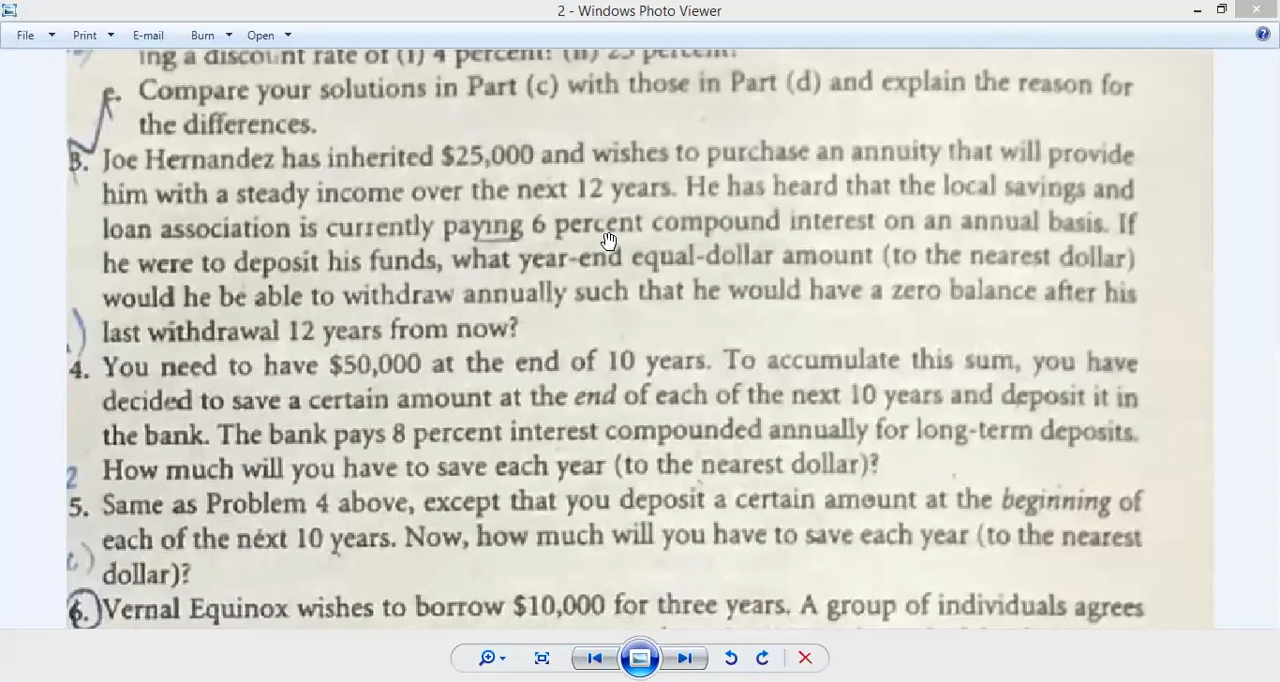 2 - Windows Photo Viewer
File Print E-mail Burn Open
ing a discount rate of (i) 4 percent? (ii) 25 percent?
e. Compare your solutions in Part (c) with those in Part (d) and explain the reason for
the differences.
3. Joe Hernandez has inherited $25,000 and wishes to purchase an annuity that will provide
him with a steady income over the next 12 years. He has heard that the local savings and
loan association is currently paying 6 percent compound interest on an annual basis. If
he were to deposit his funds, what year-end equal-dollar amount (to the nearest dollar)
would he be able to withdraw annually such that he would have a zero balance after his
last withdrawal 12 years from now?
4. You need to have $50,000 at the end of 10 years. To accumulate this sum, you have
decided to save a certain amount at the end of each of the next 10 years and deposit it in
the bank. The bank pays 8 percent interest compounded annually for long-term deposits.
How much will you have to save each year (to the nearest dollar)?
5. Same as Problem 4 above, except that you deposit a certain amount at the beginning of
each of the next 10 years. Now, how much will you have to save each year (to the nearest
dollar)?
6. Vernal Equinox wishes to borrow $10,000 for three years. A group of individuals agrees